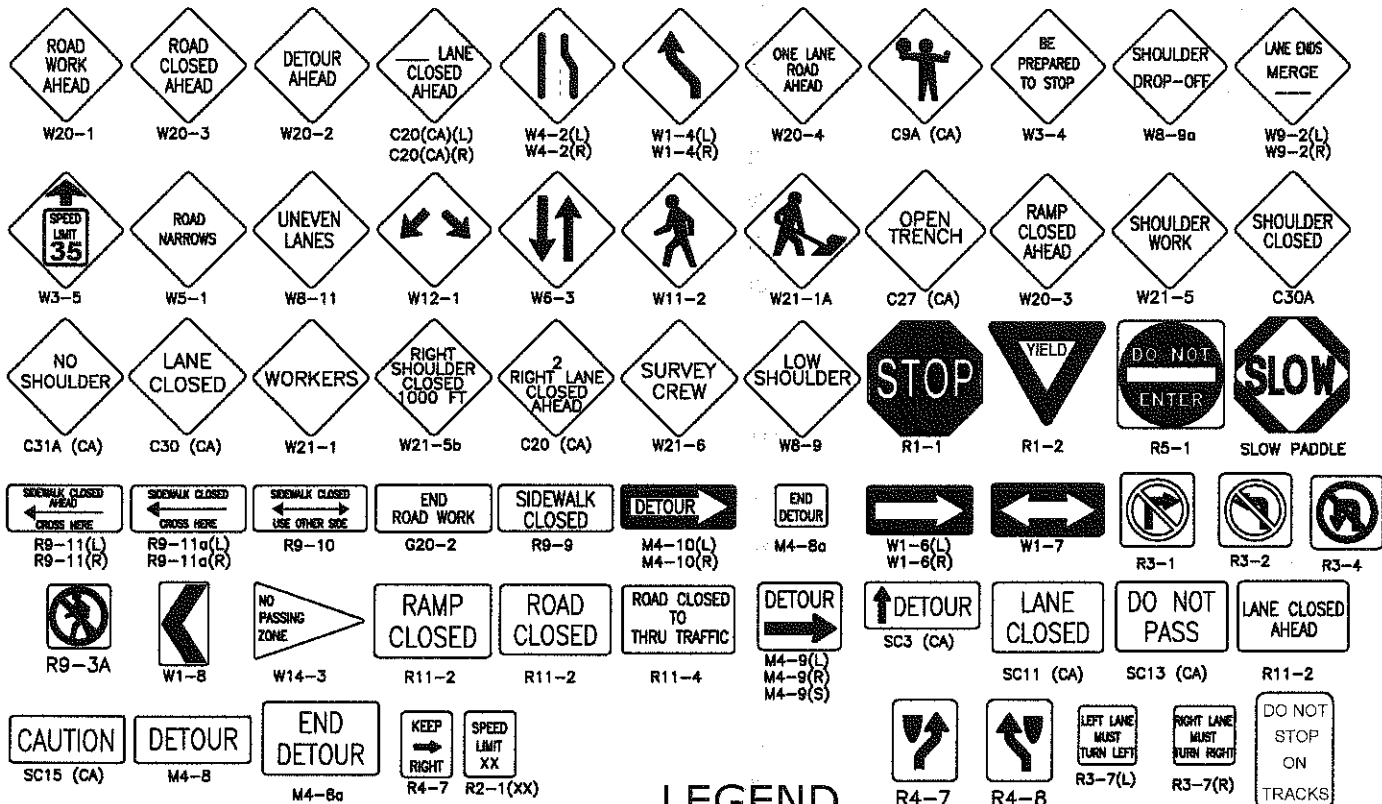 ROAD
WORK
AHEAD
W20-1
ROAD
CLOSED
AHEAD
W20-3
DETOUR
AHEAD
W20-2
___ LANE
CLOSED
AHEAD
C20(CA)(L)
C20(CA)(R)
W4-2(L)
W4-2(R)
W1-4(L)
W1-4(R)
ONE LANE
ROAD
AHEAD
W20-4
C9A (CA)
BE
PREPARED
TO STOP
W3-4
SHOULDER
DROP-OFF
W8-9a
LANE ENDS
MERGE
___
W9-2(L)
W9-2(R)
SPEED
LIMIT
35
W3-5
ROAD
NARROWS
W5-1
UNEVEN
LANES
W8-11
W12-1
W6-3
W11-2
W21-1A
OPEN
TRENCH
C27 (CA)
RAMP
CLOSED
AHEAD
W20-3
SHOULDER
WORK
W21-5
SHOULDER
CLOSED
C30A
NO
SHOULDER
C31A (CA)
LANE
CLOSED
C30 (CA)
WORKERS
W21-1
RIGHT
SHOULDER
CLOSED
1000 FT
W21-5b
2
RIGHT LANE
CLOSED
AHEAD
C20 (CA)
SURVEY
CREW
W21-6
LOW
SHOULDER
W8-9
STOP
R1-1
YIELD
R1-2
DO NOT
ENTER
R5-1
SLOW
SLOW PADDLE
SIDEWALK CLOSED
AHEAD
CROSS HERE
R9-11(L)
R9-11(R)
SIDEWALK CLOSED
CROSS HERE
R9-11a(L)
R9-11a(R)
SIDEWALK CLOSED
USE OTHER SIDE
R9-10
END
ROAD WORK
G20-2
SIDEWALK
CLOSED
R9-9
DETOUR
M4-10(L)
M4-10(R)
END
DETOUR
M4-8a
W1-6(L)
W1-6(R)
W1-7
R3-1
R3-2
R3-4
R9-3A
W1-8
NO
PASSING
ZONE
W14-3
RAMP
CLOSED
R11-2
ROAD
CLOSED
R11-2
ROAD CLOSED
TO
THRU TRAFFIC
R11-4
DETOUR
M4-9(L)
M4-9(R)
M4-9(S)
DETOUR
SC3 (CA)
LANE
CLOSED
SC11 (CA)
DO NOT
PASS
SC13 (CA)
LANE CLOSED
AHEAD
R11-2
CAUTION
SC15 (CA)
DETOUR
M4-8
END
DETOUR
M4-8a
KEEP
RIGHT
R4-7
SPEED
LIMIT
XX
R2-1(XX)
LEGEND
R4-7
R4-8
LEFT LANE
MUST
TURN LEFT
R3-7(L)
RIGHT LANE
MUST
TURN RIGHT
R3-7(R)
DO NOT
STOP
ON
TRACKS